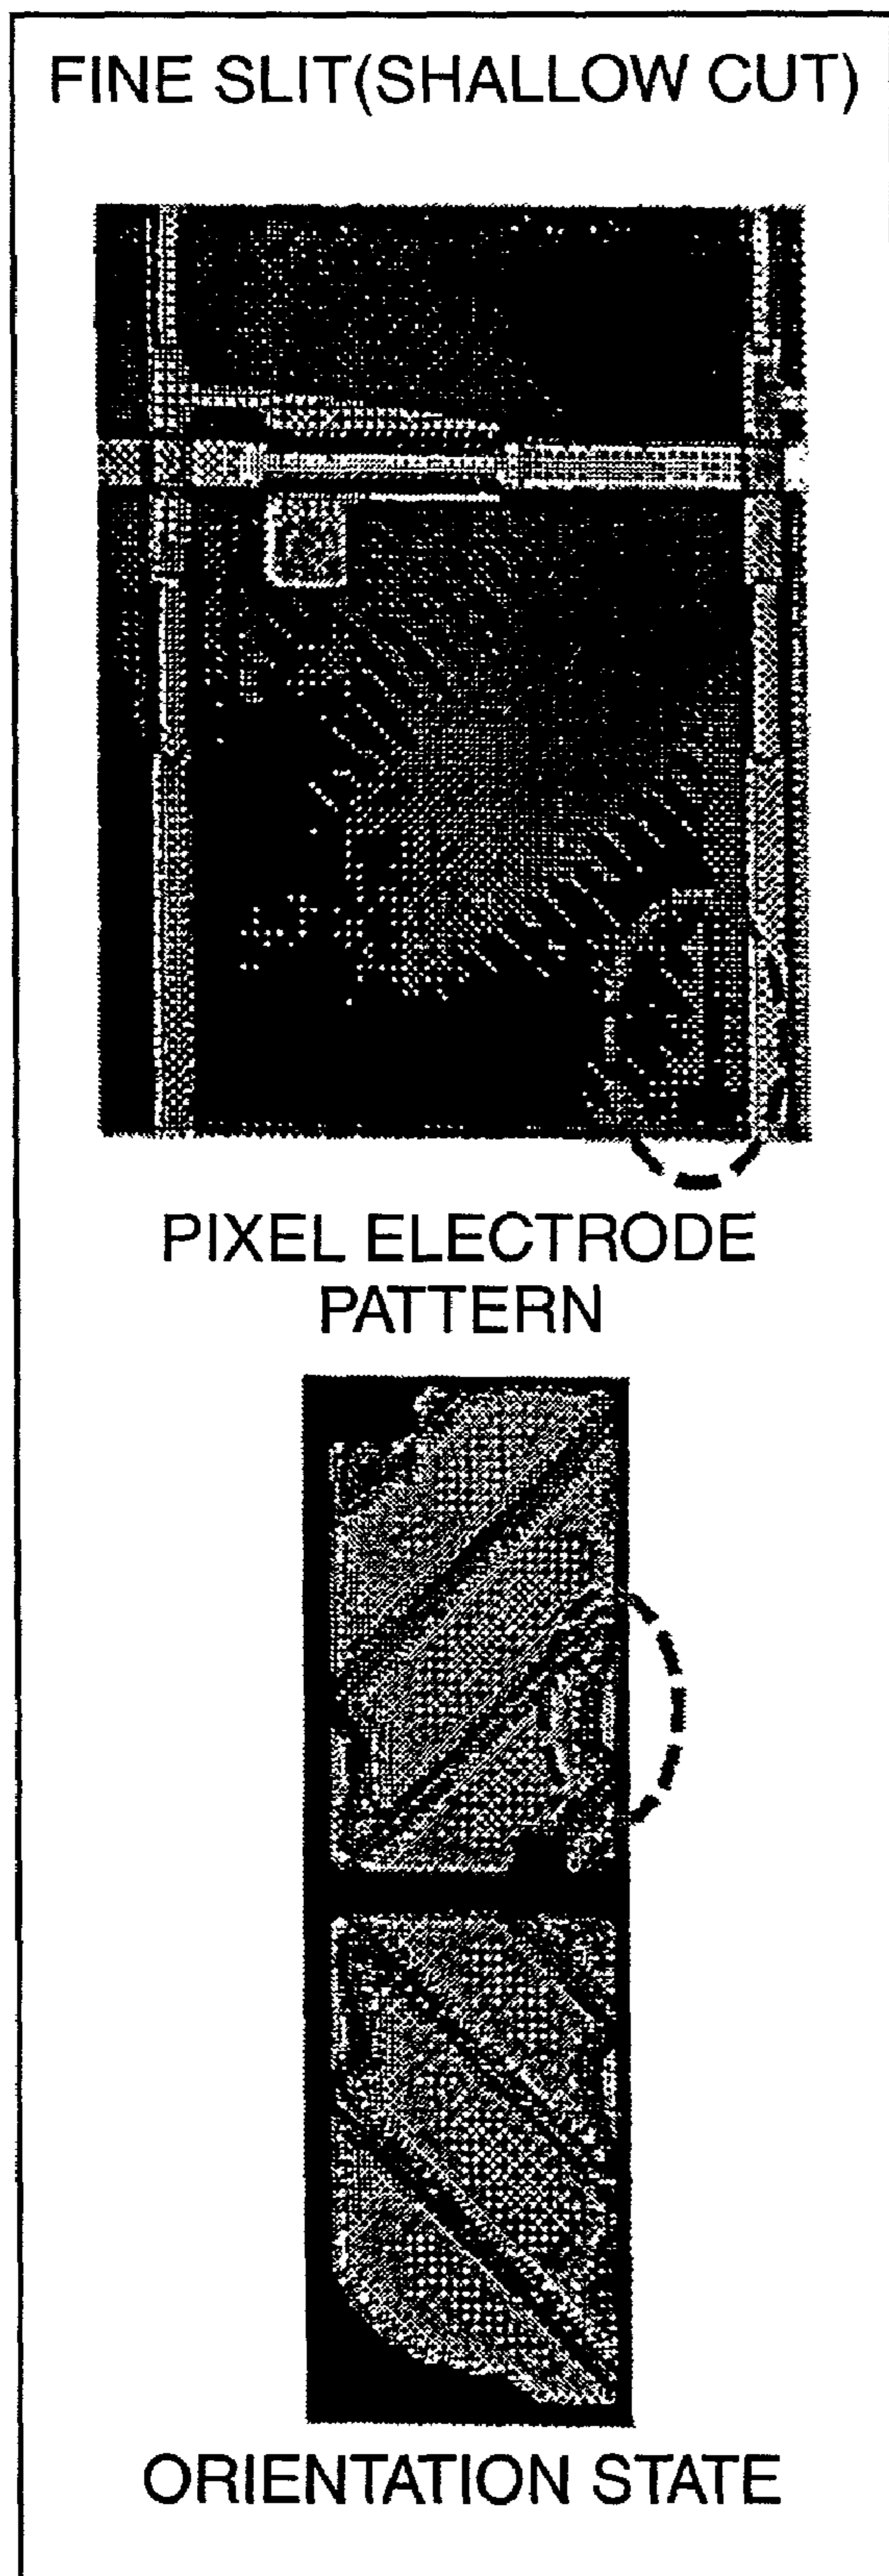 FINE SLIT(SHALLOW CUT)
PIXEL ELECTRODE
PATTERN
ORIENTATION STATE